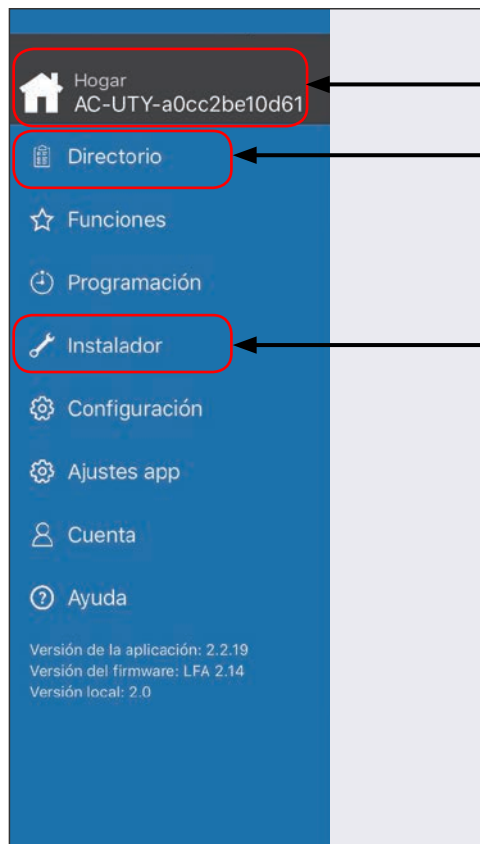 Hogar
AC-UTY-a0cc2be10d61
Directorio
Funciones
Programación
Instalador
Configuración
Ajustes app
Cuenta
Ayuda
Versión de la aplicación: 2.2.19
Versión del firmware: LFA 2.14
Versión local: 2.0